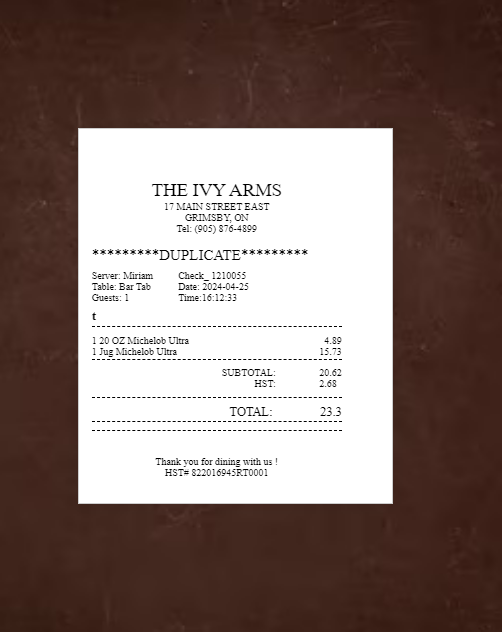 THE IVY ARMS
17 MAIN STREET EAST
GRIMSBY, ON
Tel: (905) 876-4899
*********DUPLICATE*********
Server: Miriam Check_ 1210055
Table: Bar Tab Date: 2024-04-25
Guests: 1 Time:16:12:33
t
1 20 OZ Michelob Ultra 4.89
1 Jug Michelob Ultra 15.73
SUBTOTAL: 20.62
HST: 2.68
TOTAL: 23.3
Thank you for dining with us !
HST# 822016945RT0001